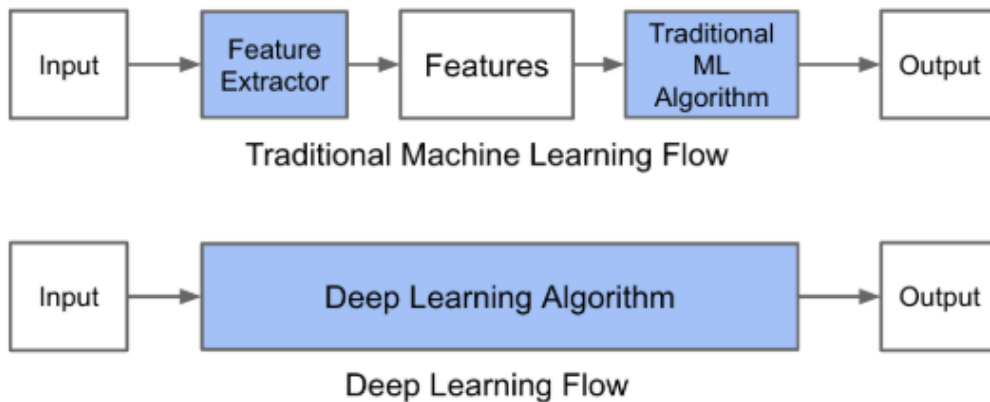 Input
Feature
Extractor
Features
Traditional
ML
Algorithm
Output
Traditional Machine Learning Flow
Input
Deep Learning Algorithm
Output
Deep Learning Flow